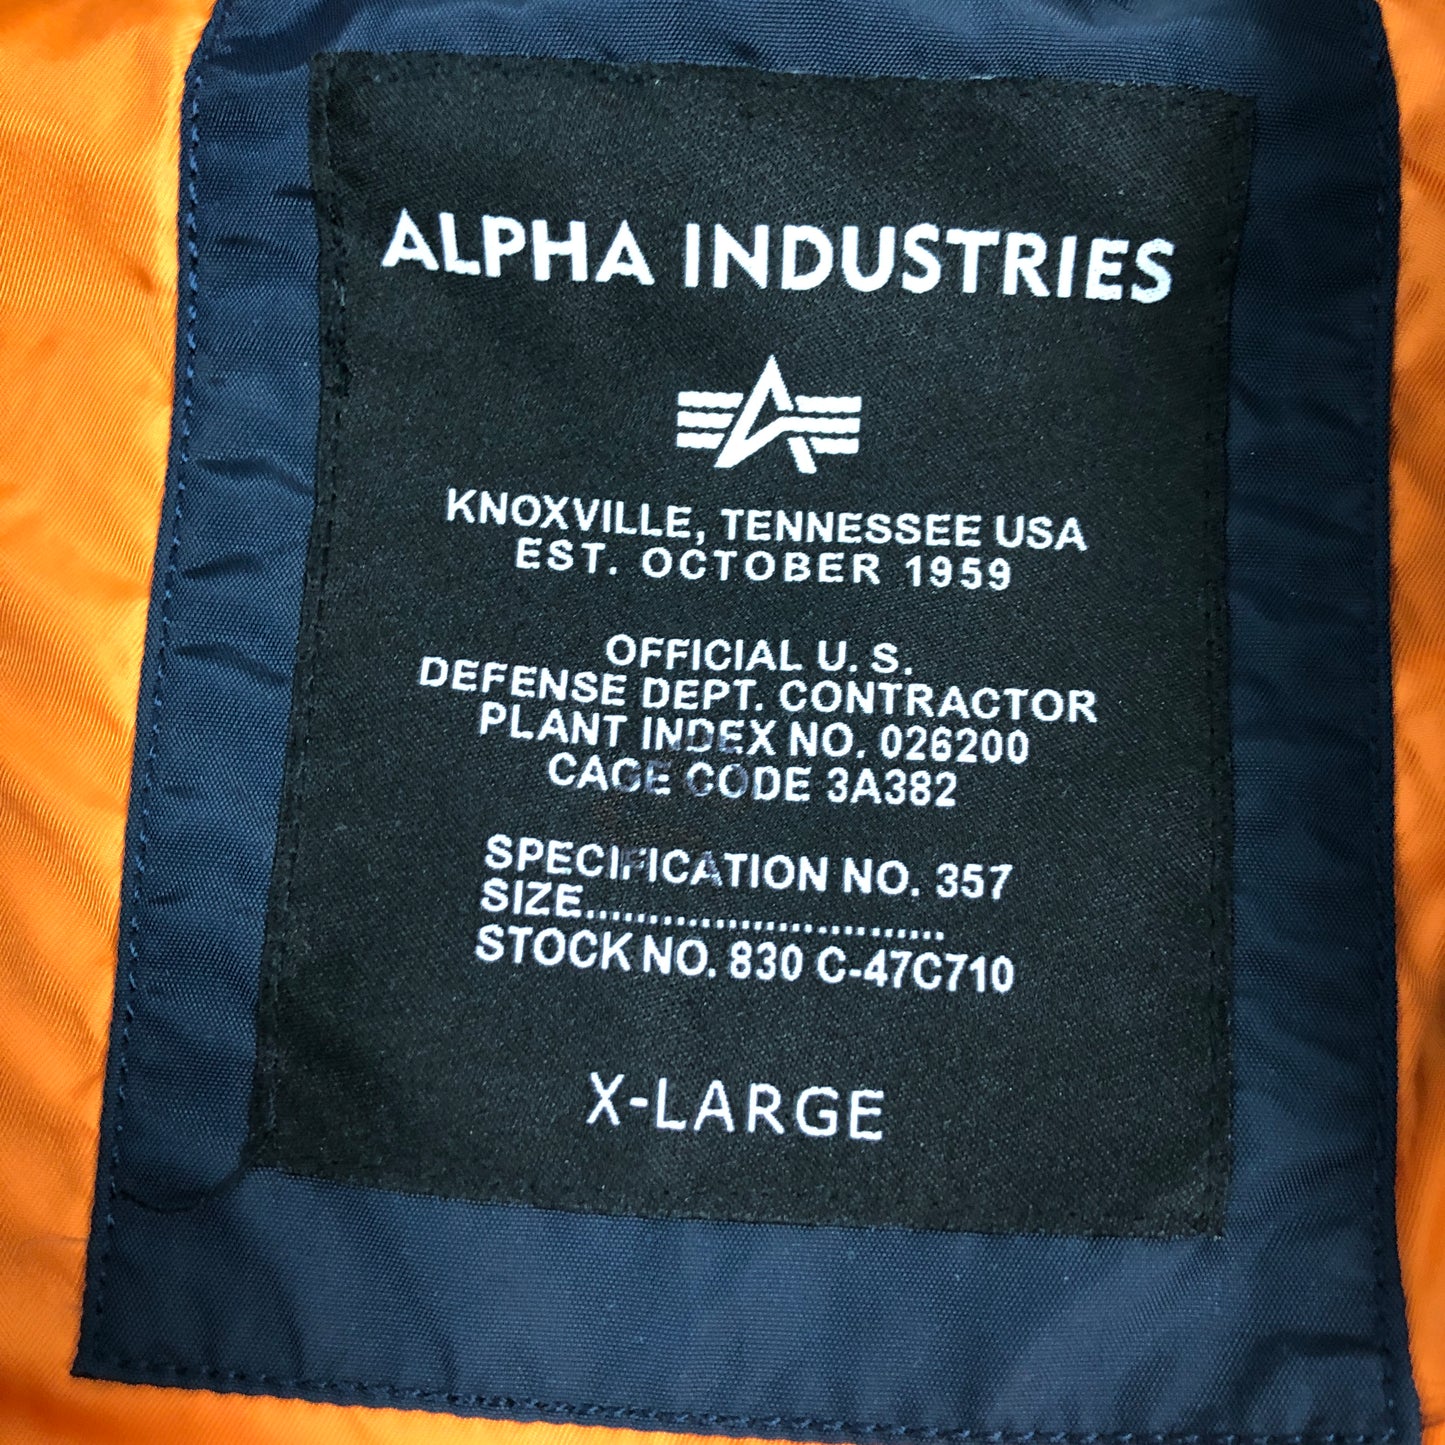 ALPHA INDUSTRIES
KNOXVILLE, TENNESSEE USA
EST. OCTOBER 1959
OFFICIAL U. S.
DEFENSE DEPT. CONTRACTOR
PLANT INDEX NO. 026200
CAGE CODE 3A382
SPECIFICATION NO. 357
SIZE....................................
STOCK NO. 830 C-47C710
X-LARGE